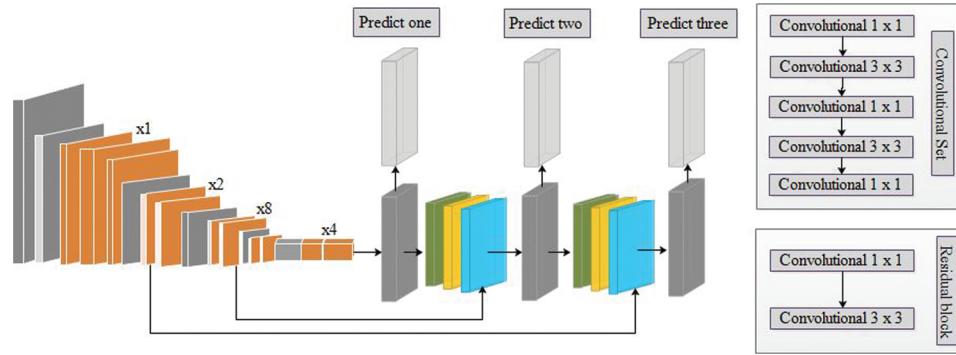 Predict one
Predict two
Predict three
x1
x2
x8
x4
Convolutional 1 x 1
Convolutional 3 x 3
Convolutional 1 x 1
Convolutional 3 x 3
Convolutional 1 x 1
Convolutional Set
Convolutional 1 x 1
Convolutional 3 x 3
Residual block